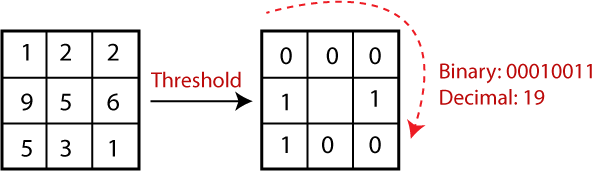 1 2 2
9 5 6
5 3 1
Threshold
0 0 0
1 1
1 0 0
Binary: 00010011
Decimal: 19